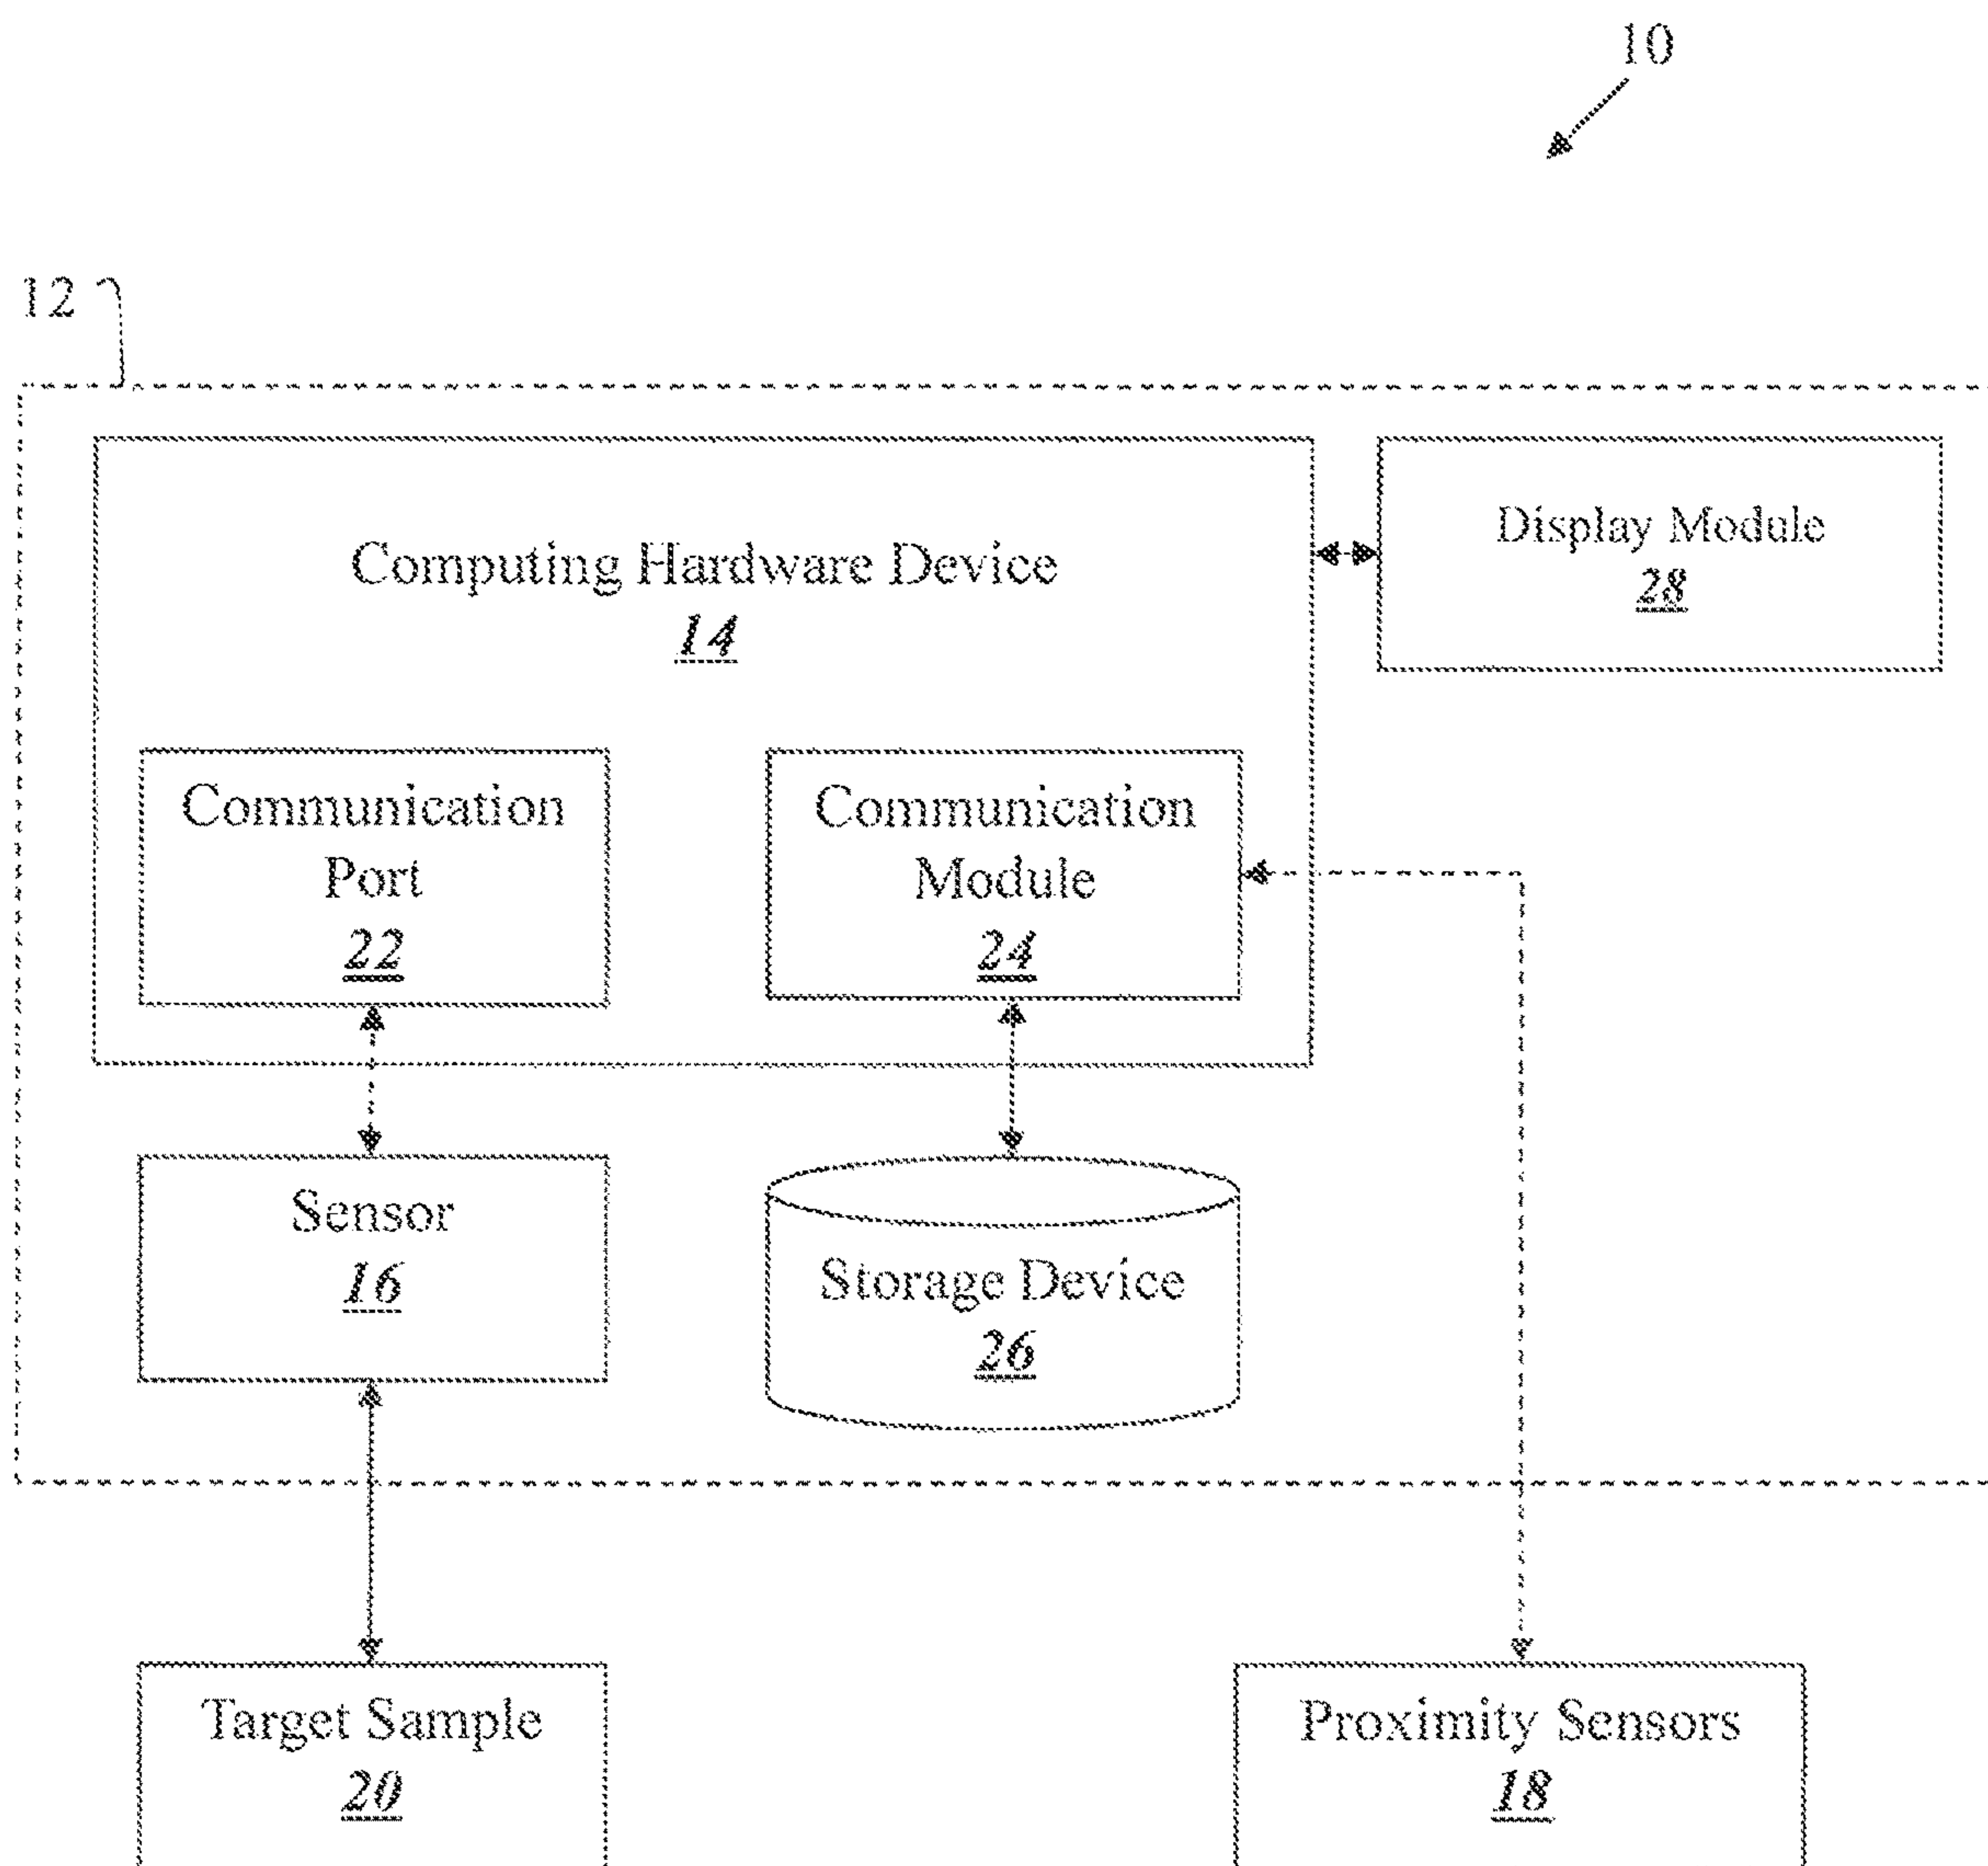 10
12
Computing Hardware Device
14
Display Module
28
Communication
Port
22
Communication
Module
24
Sensor
16
Storage Device
26
Target Sample
20
Proximity Sensors
18